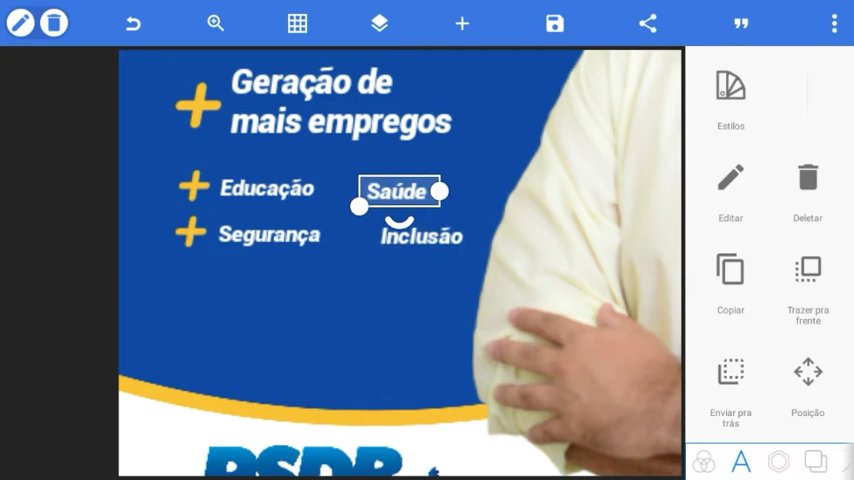 Geração de
mais empregos
Educação
Saúde
Segurança
Inclusão
PSDB
Estilos
Editar
Deletar
Copiar
Trazer pra
frente
Enviar pra
trás
Posição